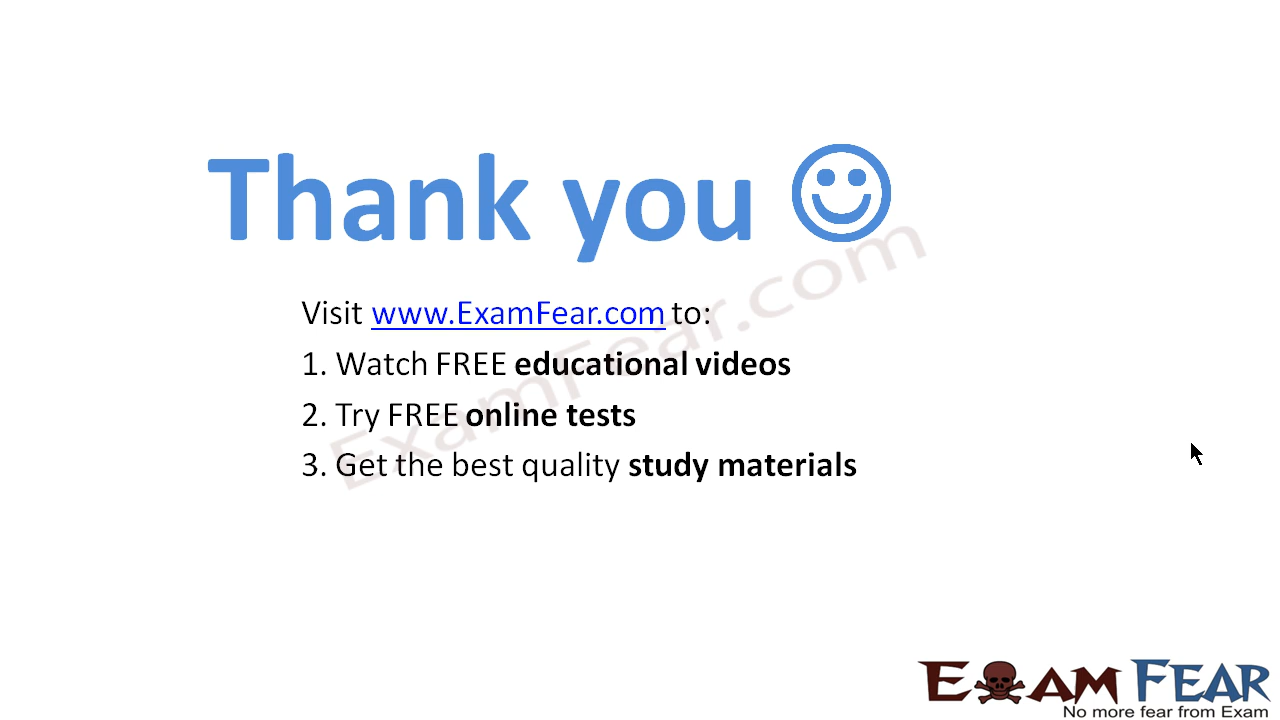 Thank you
Visit www.ExamFear.com to:
1. Watch FREE educational videos
2. Try FREE online tests
3. Get the best quality study materials
ExamFear.com
EXAM FEAR
No more fear from Exam